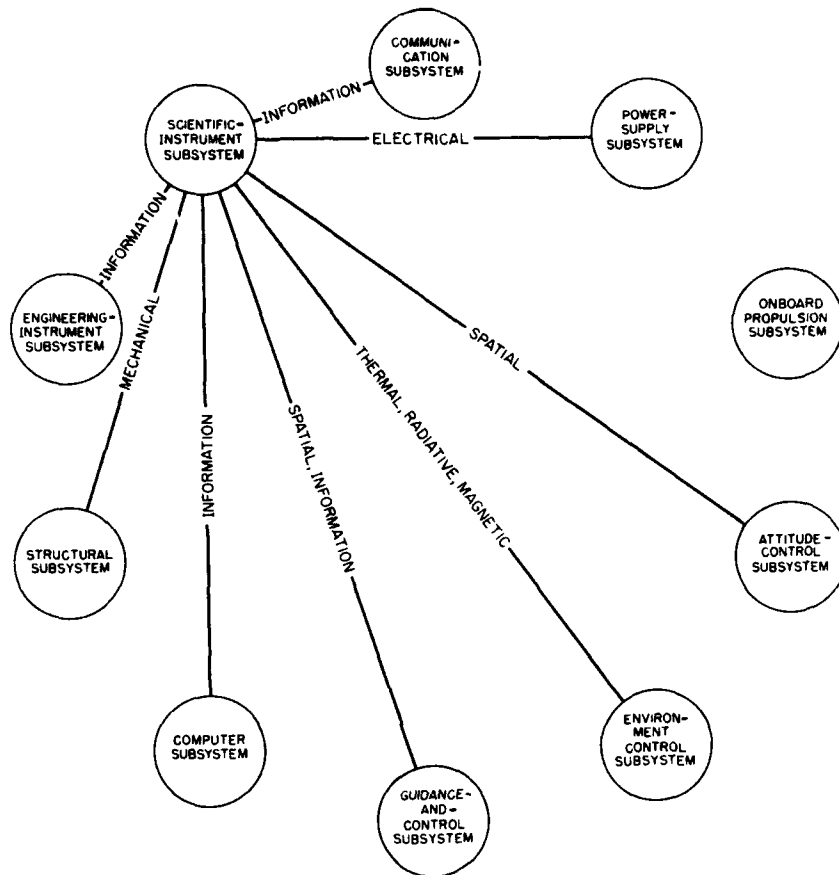 COMMUNI-
CATION
SUBSYSTEM
INFORMATION
SCIENTIFIC-
INSTRUMENT
SUBSYSTEM
ELECTRICAL
POWER-
SUPPLY
SUBSYSTEM
INFORMATION
ENGINEERING-
INSTRUMENT
SUBSYSTEM
MECHANICAL
ONBOARD
PROPULSION
SUBSYSTEM
SPATIAL
THERMAL, RADIATIVE, MAGNETIC
SPATIAL, INFORMATION
INFORMATION
STRUCTURAL
SUBSYSTEM
ATTITUDE-
CONTROL
SUBSYSTEM
COMPUTER
SUBSYSTEM
ENVIRON-
MENT
CONTROL
SUBSYSTEM
GUIDANCE-
AND-
CONTROL
SUBSYSTEM